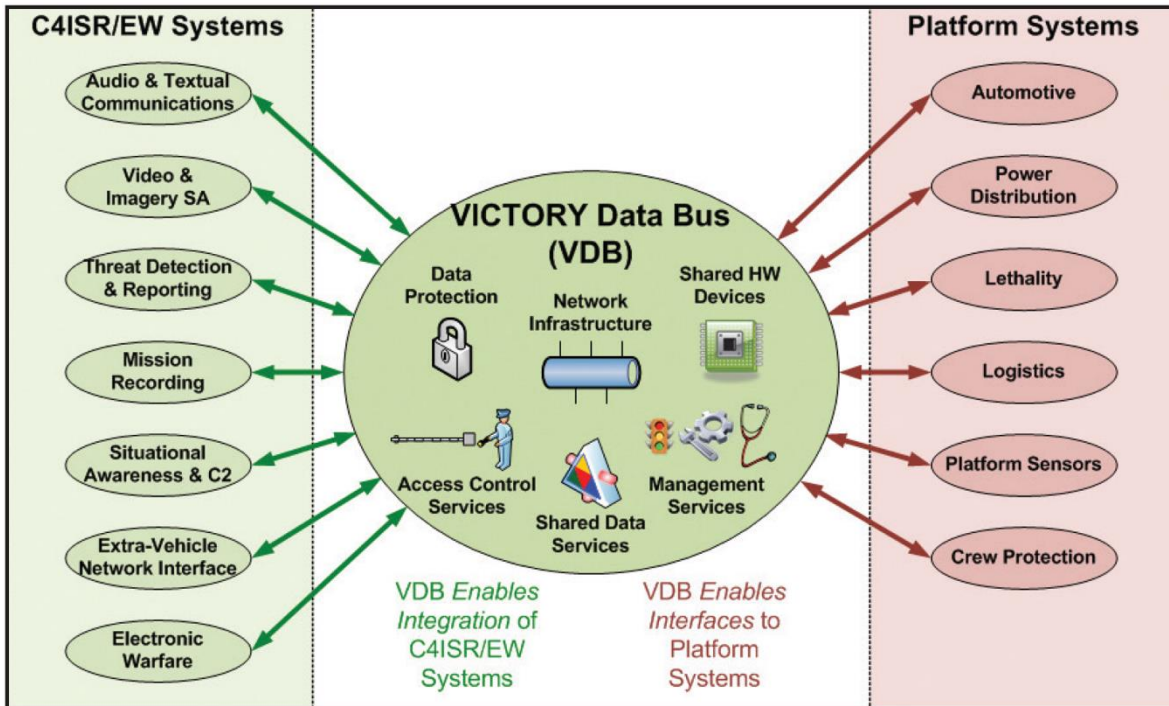 C4ISR/EW Systems
Audio & Textual
Communications
Video &
Imagery SA
Threat Detection
& Reporting
Mission
Recording
Situational
Awareness & C2
Extra-Vehicle
Network Interface
Electronic
Warfare
VICTORY Data Bus
(VDB)
Data
Protection
Network
Infrastructure
Shared HW
Devices
Access Control
Services
Shared Data
Services
Management
Services
VDB Enables
Integration of
C4ISR/EW
Systems
VDB Enables
Interfaces to
Platform
Systems
Platform Systems
Automotive
Power
Distribution
Lethality
Logistics
Platform Sensors
Crew Protection